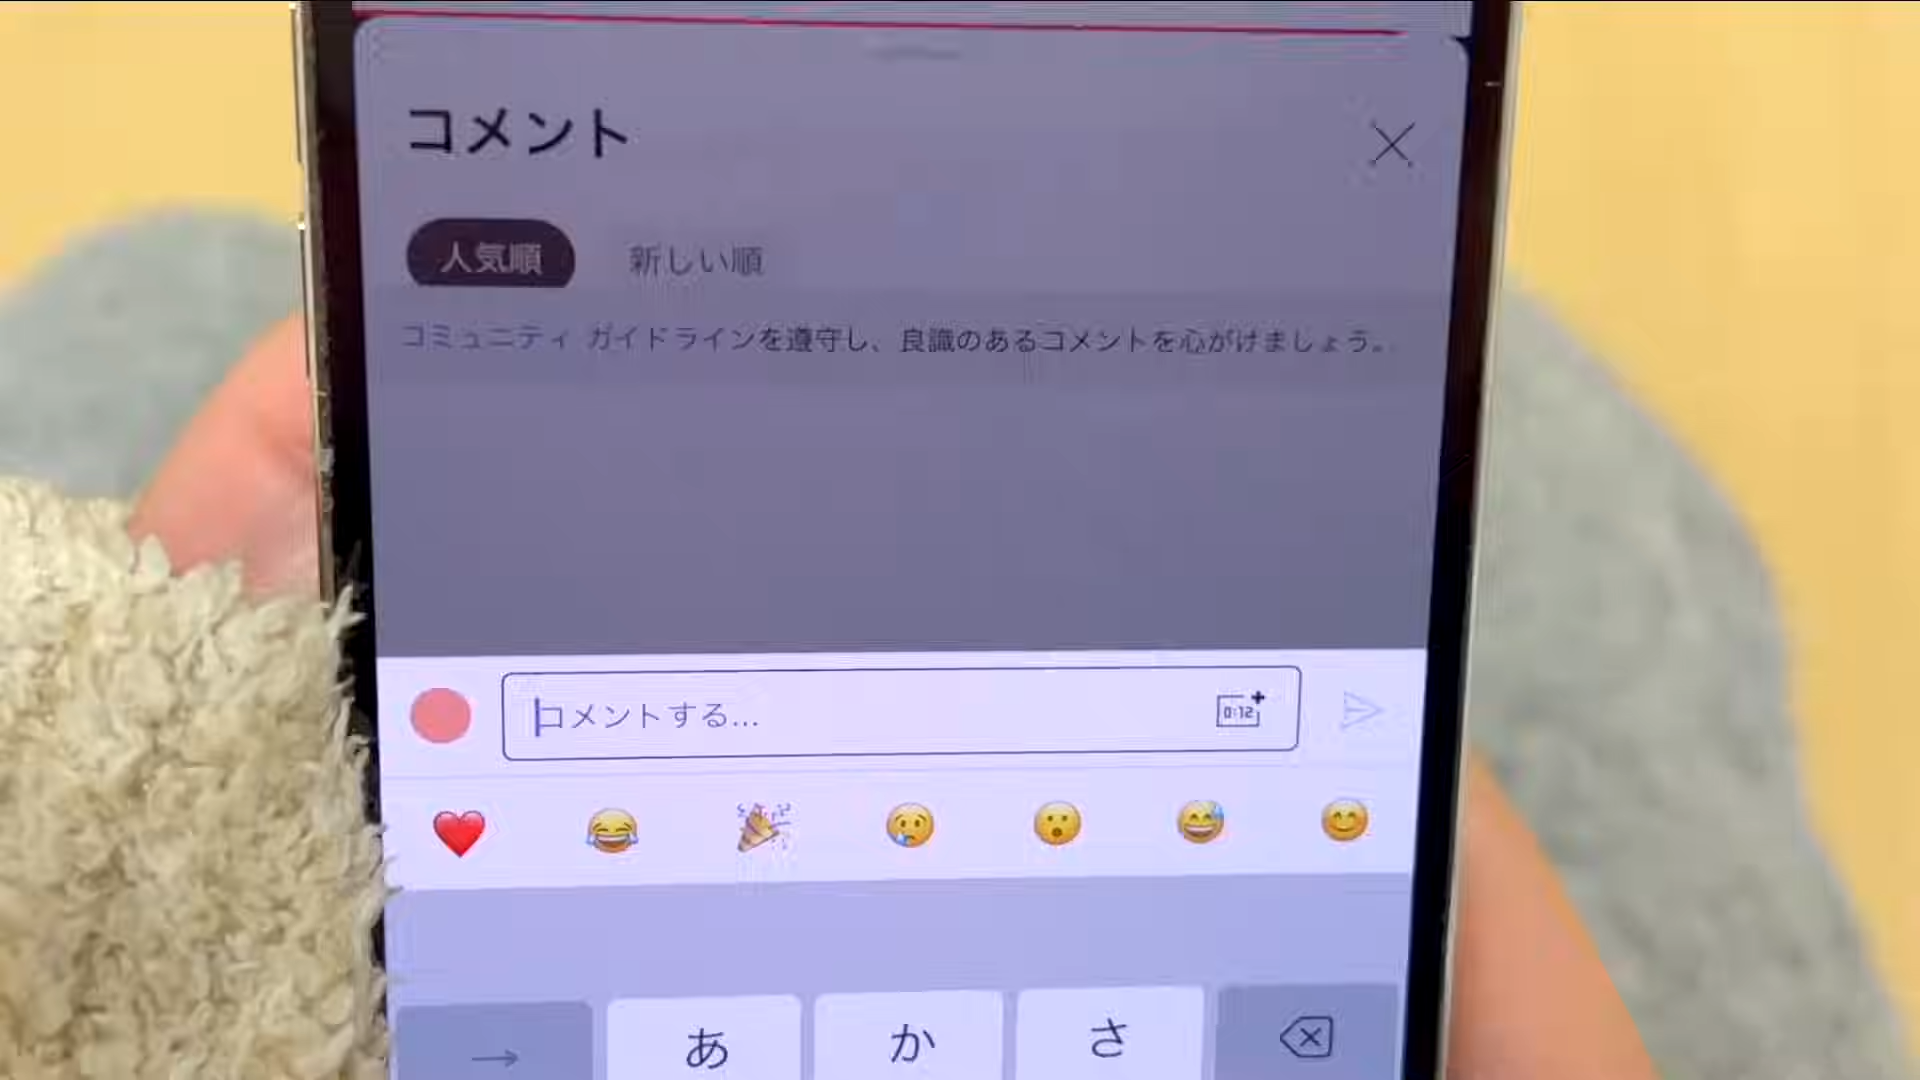 コメント
人気順 新しい順
コミュニティ ガイドラインを遵守し、良識のあるコメントを心がけましょう。
コメントする...
0:12
→ あ か さ